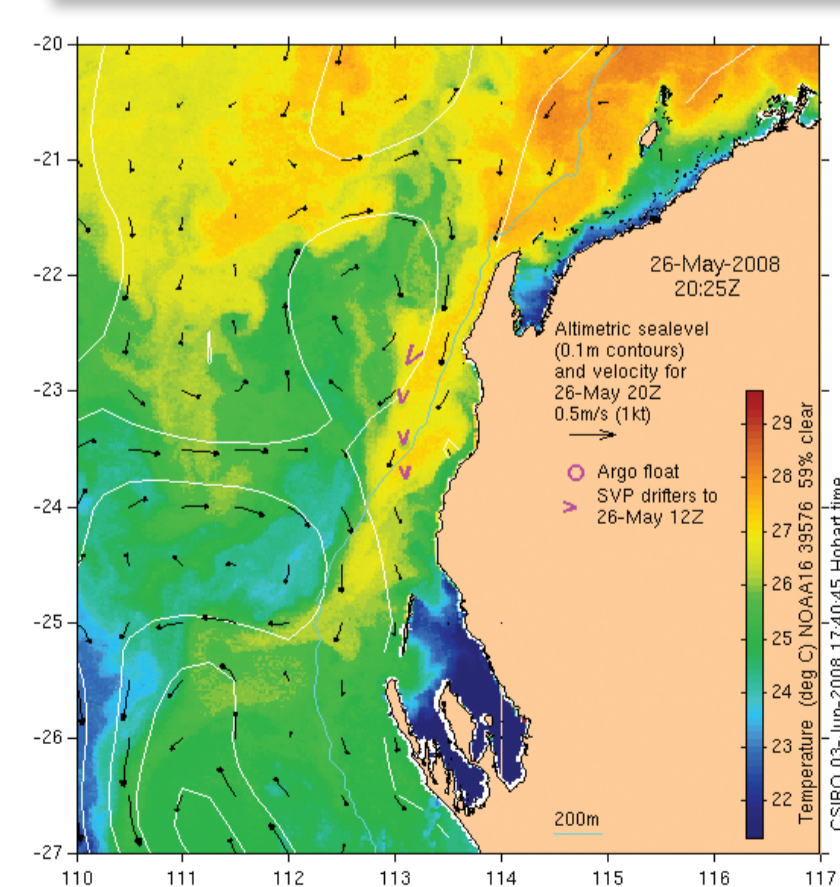 -20
-21
-22
-23
-24
-25
-26
-27
110
111
112
113
114
115
116
117
26-May-2008
20:25Z
Altimetric sealevel
(0.1m contours)
and velocity for
26-May 20Z
0.5m/s (1kt)
Argo float
SVP drifters to
26-May 12Z
200m
29
28
27
26
25
24
23
22
Temperature (deg C) NOAA16 39576 59% clear
CSIRO 03-Jun-2008 17:40:45 Hobart time